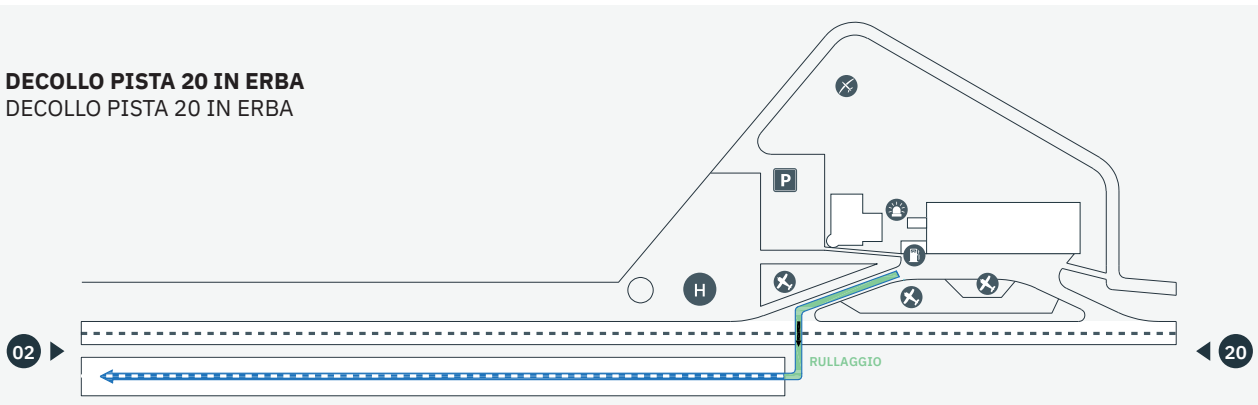 DECOLLO PISTA 20 IN ERBA
DECOLLO PISTA 20 IN ERBA
P
H
02
20
RULLAGGIO